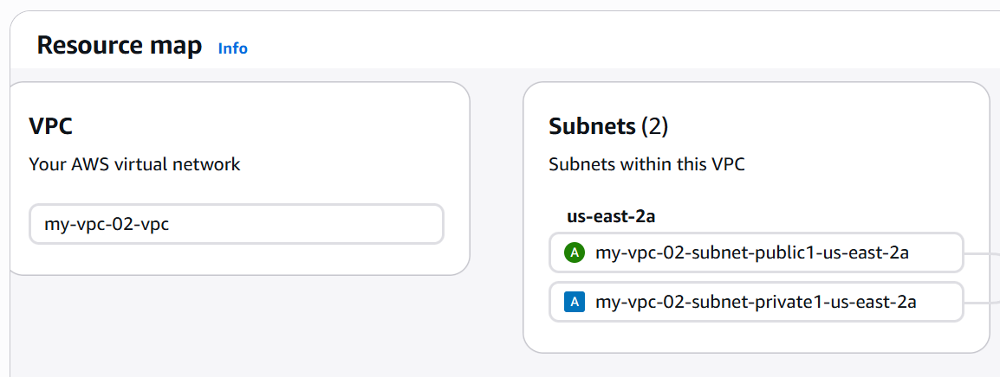 Resource map Info
VPC
Your AWS virtual network
my-vpc-02-vpc
Subnets (2)
Subnets within this VPC
us-east-2a
A my-vpc-02-subnet-public1-us-east-2a
A my-vpc-02-subnet-private1-us-east-2a